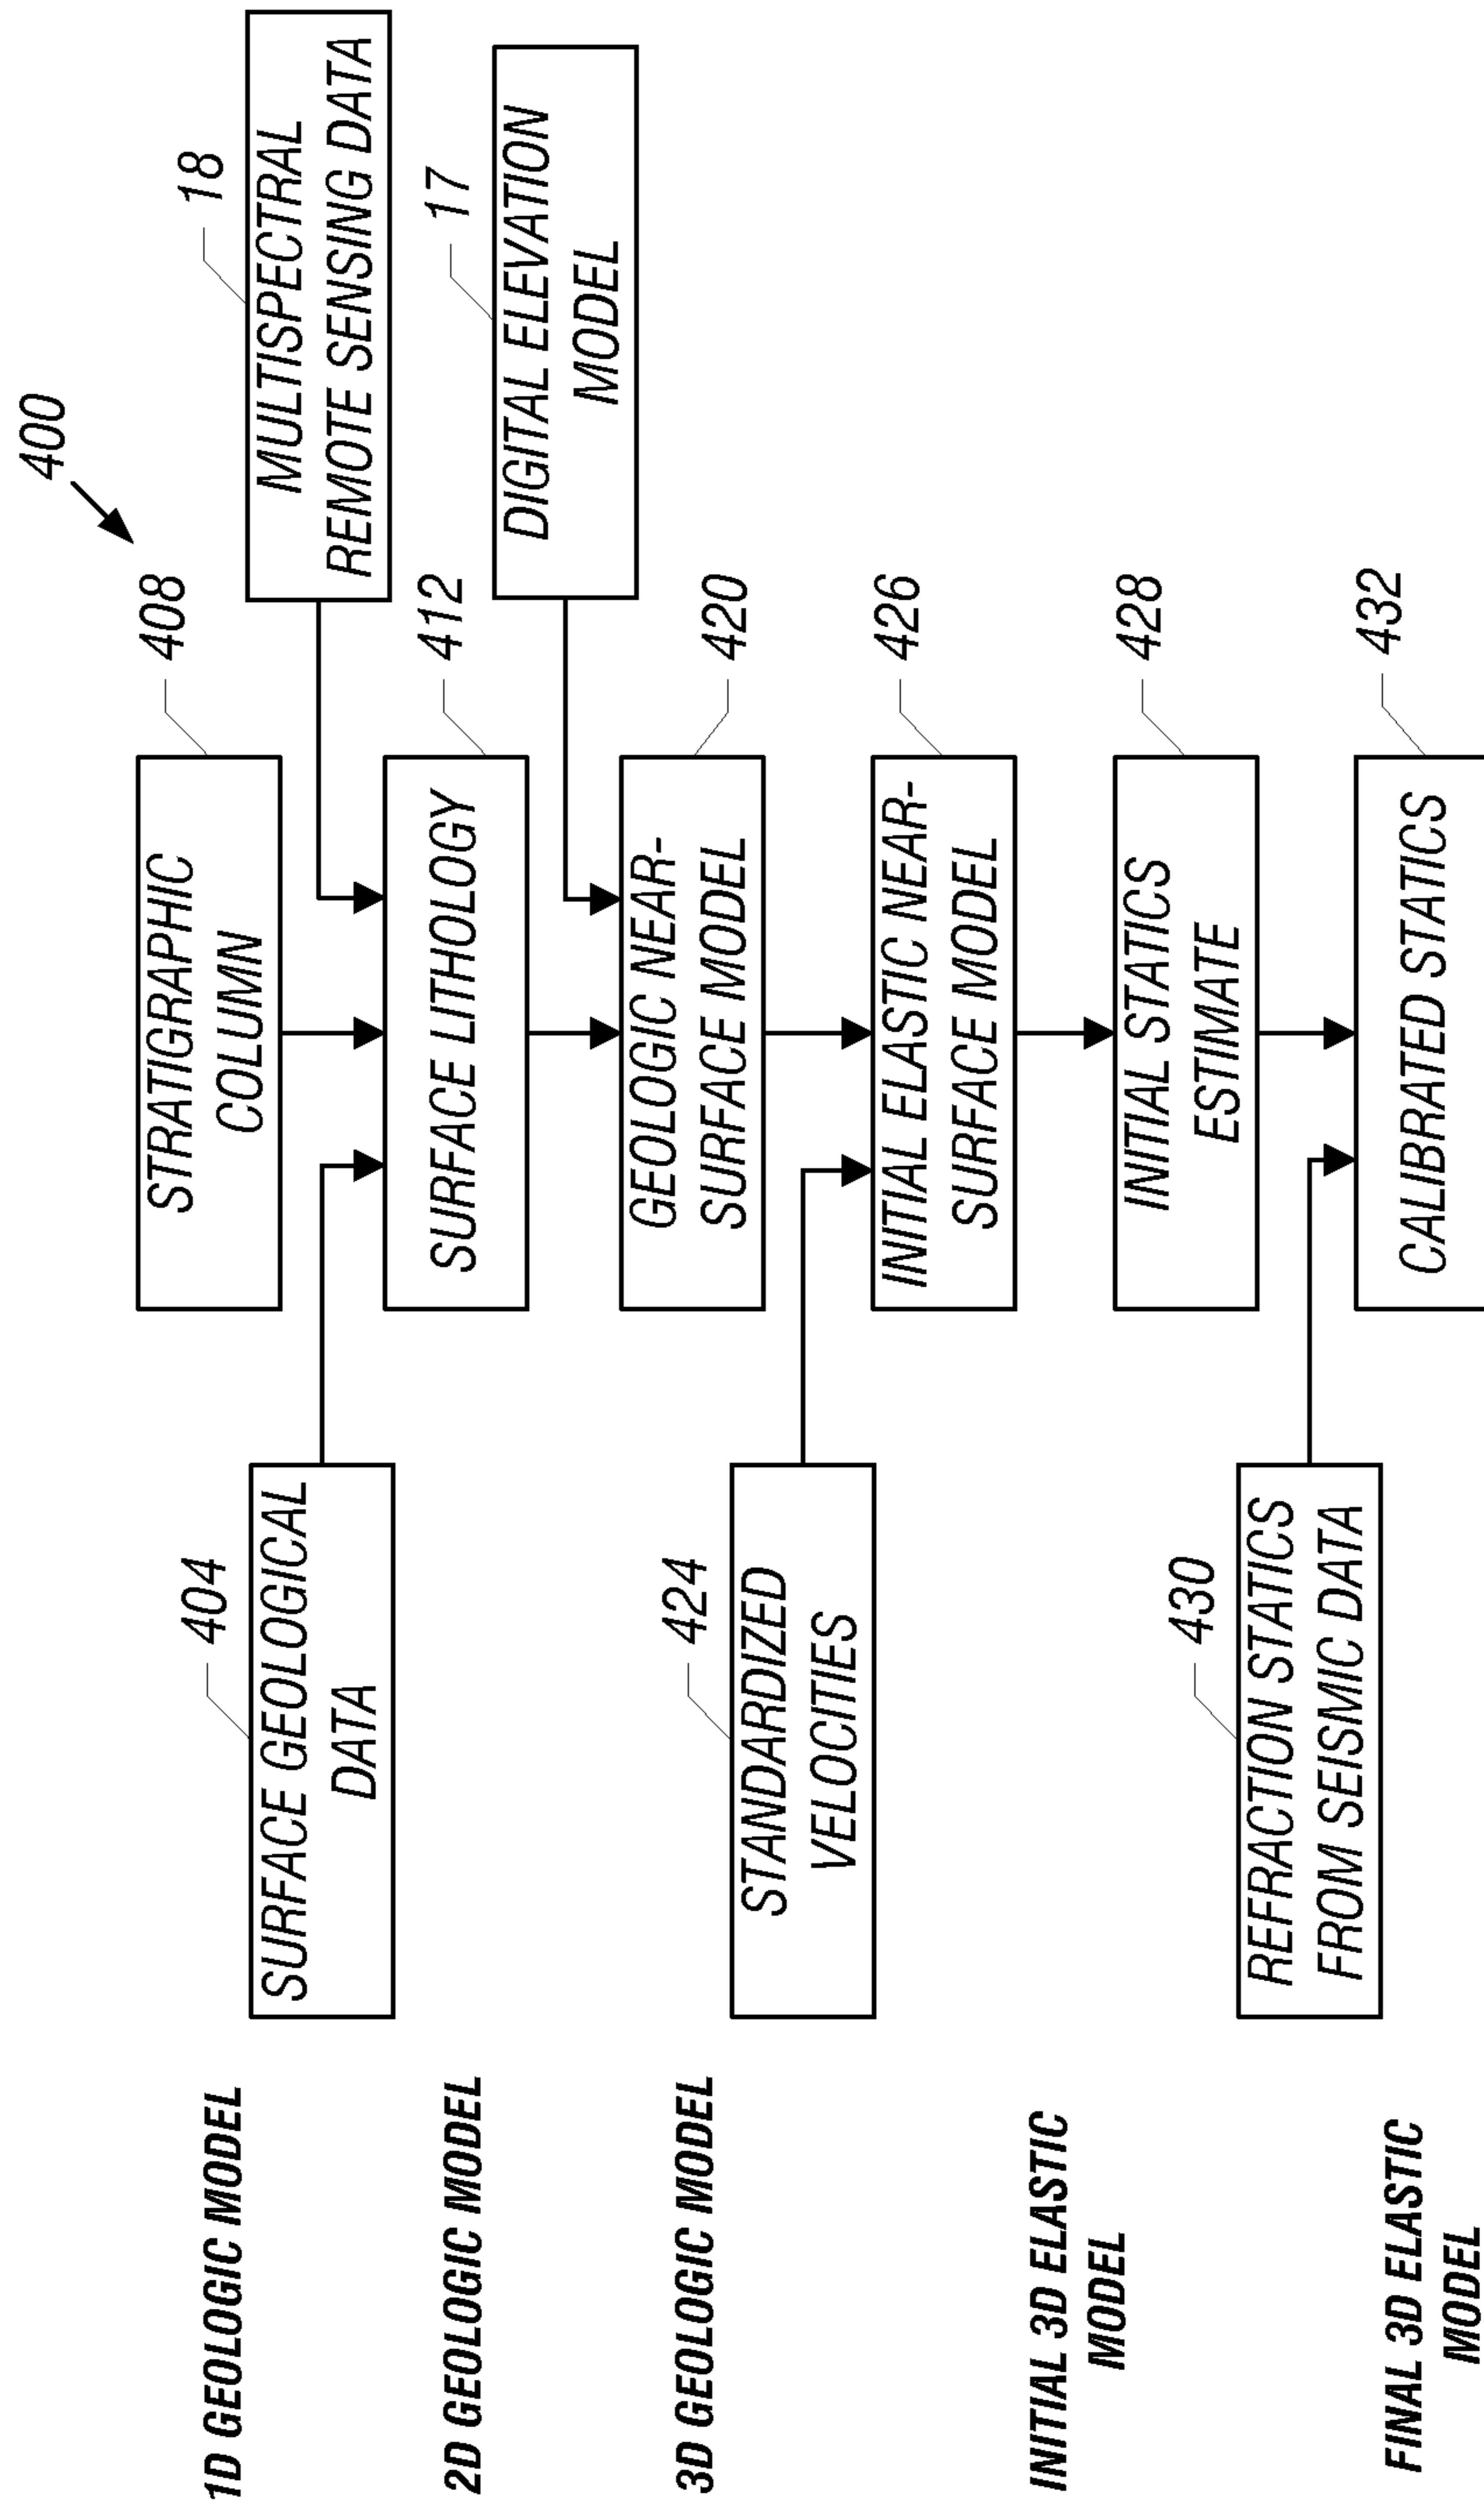 400
1D GEOLOGIC MODEL
STRATIGRAPHIC
COLUMN
408
SURFACE GEOLOGICAL
DATA
404
MULTISPECTRAL
REMOTE SENSING DATA
18
2D GEOLOGIC MODEL
SURFACE LITHOLOGY
412
DIGITAL ELEVATION
MODEL
17
3D GEOLOGIC MODEL
GEOLOGIC NEAR-
SURFACE MODEL
420
STANDARDIZED
VELOCITIES
424
INITIAL 3D ELASTIC
MODEL
INITIAL ELASTIC NEAR-
SURFACE MODEL
426
INITIAL STATICS
ESTIMATE
428
REFRACTION STATICS
FROM SEISMIC DATA
430
FINAL 3D ELASTIC
MODEL
CALIBRATED STATICS
432